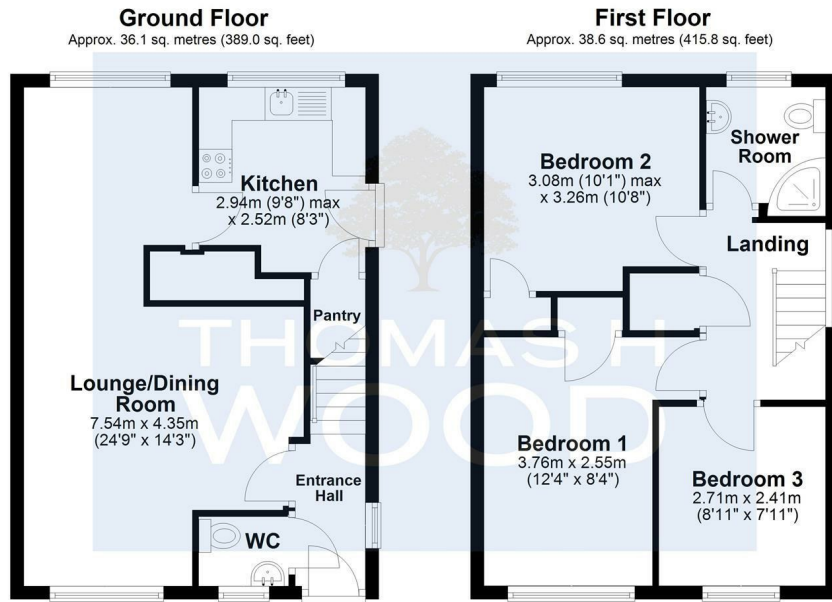 Ground Floor
Approx. 36.1 sq. metres (389.0 sq. feet)
Kitchen
2.94m (9'8") max
x 2.52m (8'3")
Pantry
Lounge/Dining
Room
7.54m x 4.35m
(24'9" x 14'3")
Entrance
Hall
WC
First Floor
Approx. 38.6 sq. metres (415.8 sq. feet)
Bedroom 2
3.08m (10'1") max
x 3.26m (10'8")
Shower
Room
Landing
Bedroom 1
3.76m x 2.55m
(12'4" x 8'4")
Bedroom 3
2.71m x 2.41m
(8'11" x 7'11")
THOMAS H
WOOD